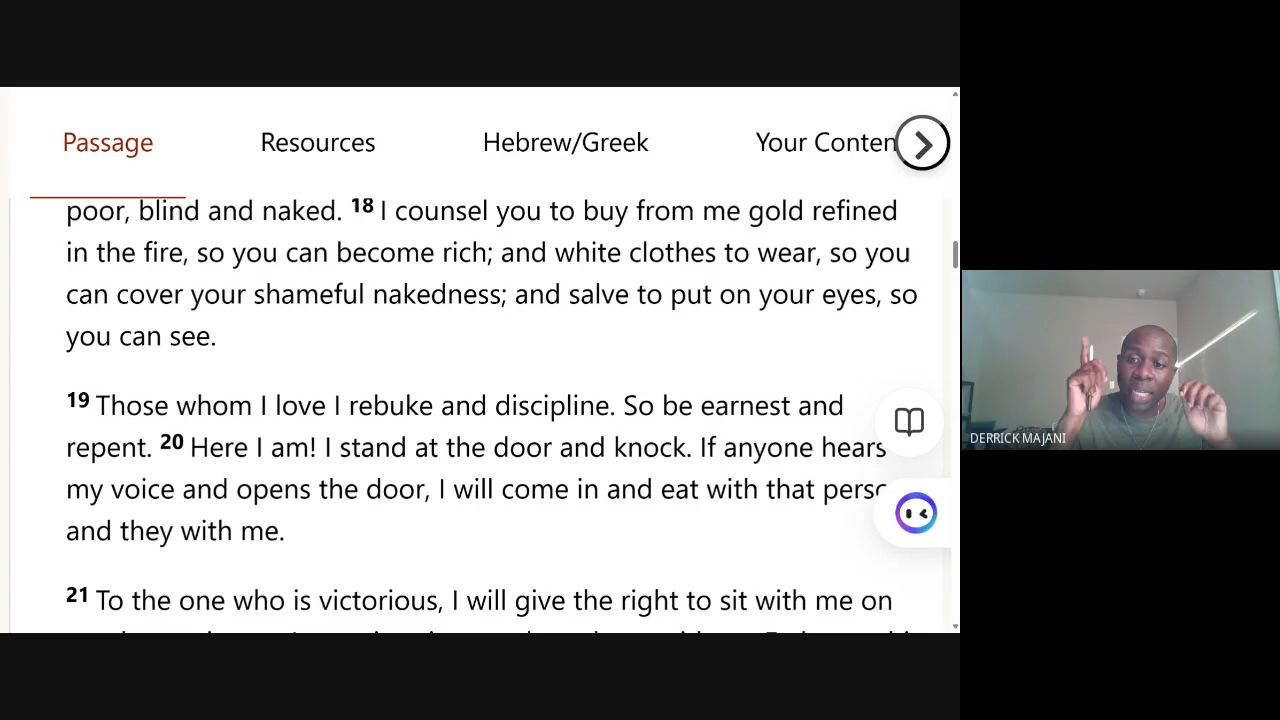 Passage
Resources
Hebrew/Greek
Your Conten
poor, blind and naked. 18 I counsel you to buy from me gold refined
in the fire, so you can become rich; and white clothes to wear, so you
can cover your shameful nakedness; and salve to put on your eyes, so
you can see.
19 Those whom I love I rebuke and discipline. So be earnest and
repent. 20 Here I am! I stand at the door and knock. If anyone hears
my voice and opens the door, I will come in and eat with that perso
and they with me.
21 To the one who is victorious, I will give the right to sit with me on
DERRICK MAJANI